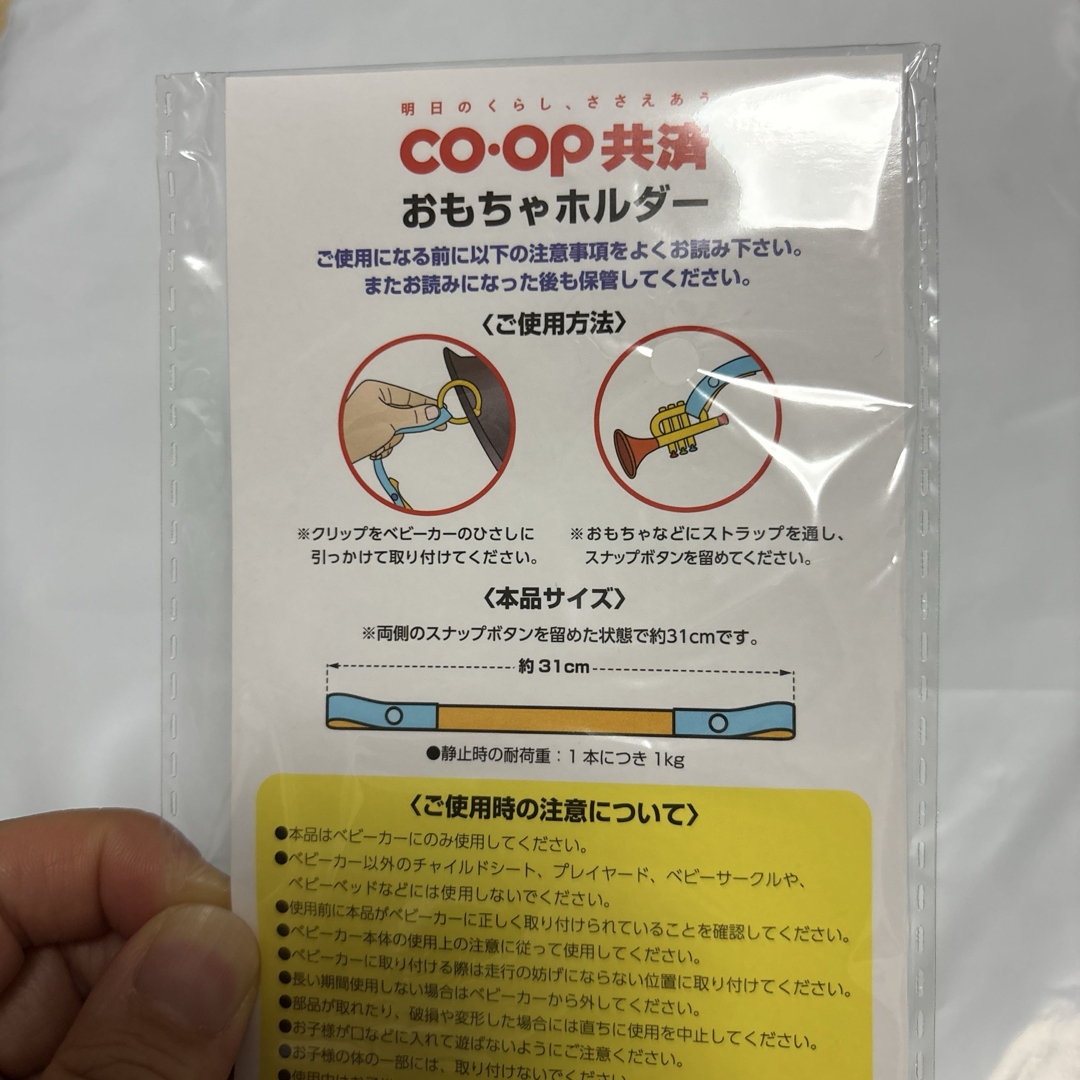 明日のくらし、ささえあう
CO·OP共済
おもちゃホルダー
ご使用になる前に以下の注意事項をよくお読み下さい。
またお読みになった後も保管してください。
〈ご使用方法〉
※クリップをベビーカーのひさしに
引っかけて取り付けてください。
※おもちゃなどにストラップを通し、
スナップボタンを留めてください。
〈本品サイズ〉
※両側のスナップボタンを留めた状態で約31cmです。
約31cm
●静止時の耐荷重：1本につき1kg
〈ご使用時の注意について〉
●本品はベビーカーにのみ使用してください。
●ベビーカー以外のチャイルドシート、プレイヤード、ベビーサークルや、
ベビーベッドなどには使用しないでください。
●使用前に本品がベビーカーに正しく取り付けられていることを確認してください。
●ベビーカー本体の使用上の注意に従って使用してください。
●ベビーカーに取り付ける際は走行の妨げにならない位置に取り付けてください。
●長い期間使用しない場合はベビーカーから外してください。
●部品が取れたり、破損や変形した場合には直ちに使用を中止してください。
●お子様が口などに入れて遊ばないようにご注意ください。
●お子様の体の一部には、取り付けないでください。